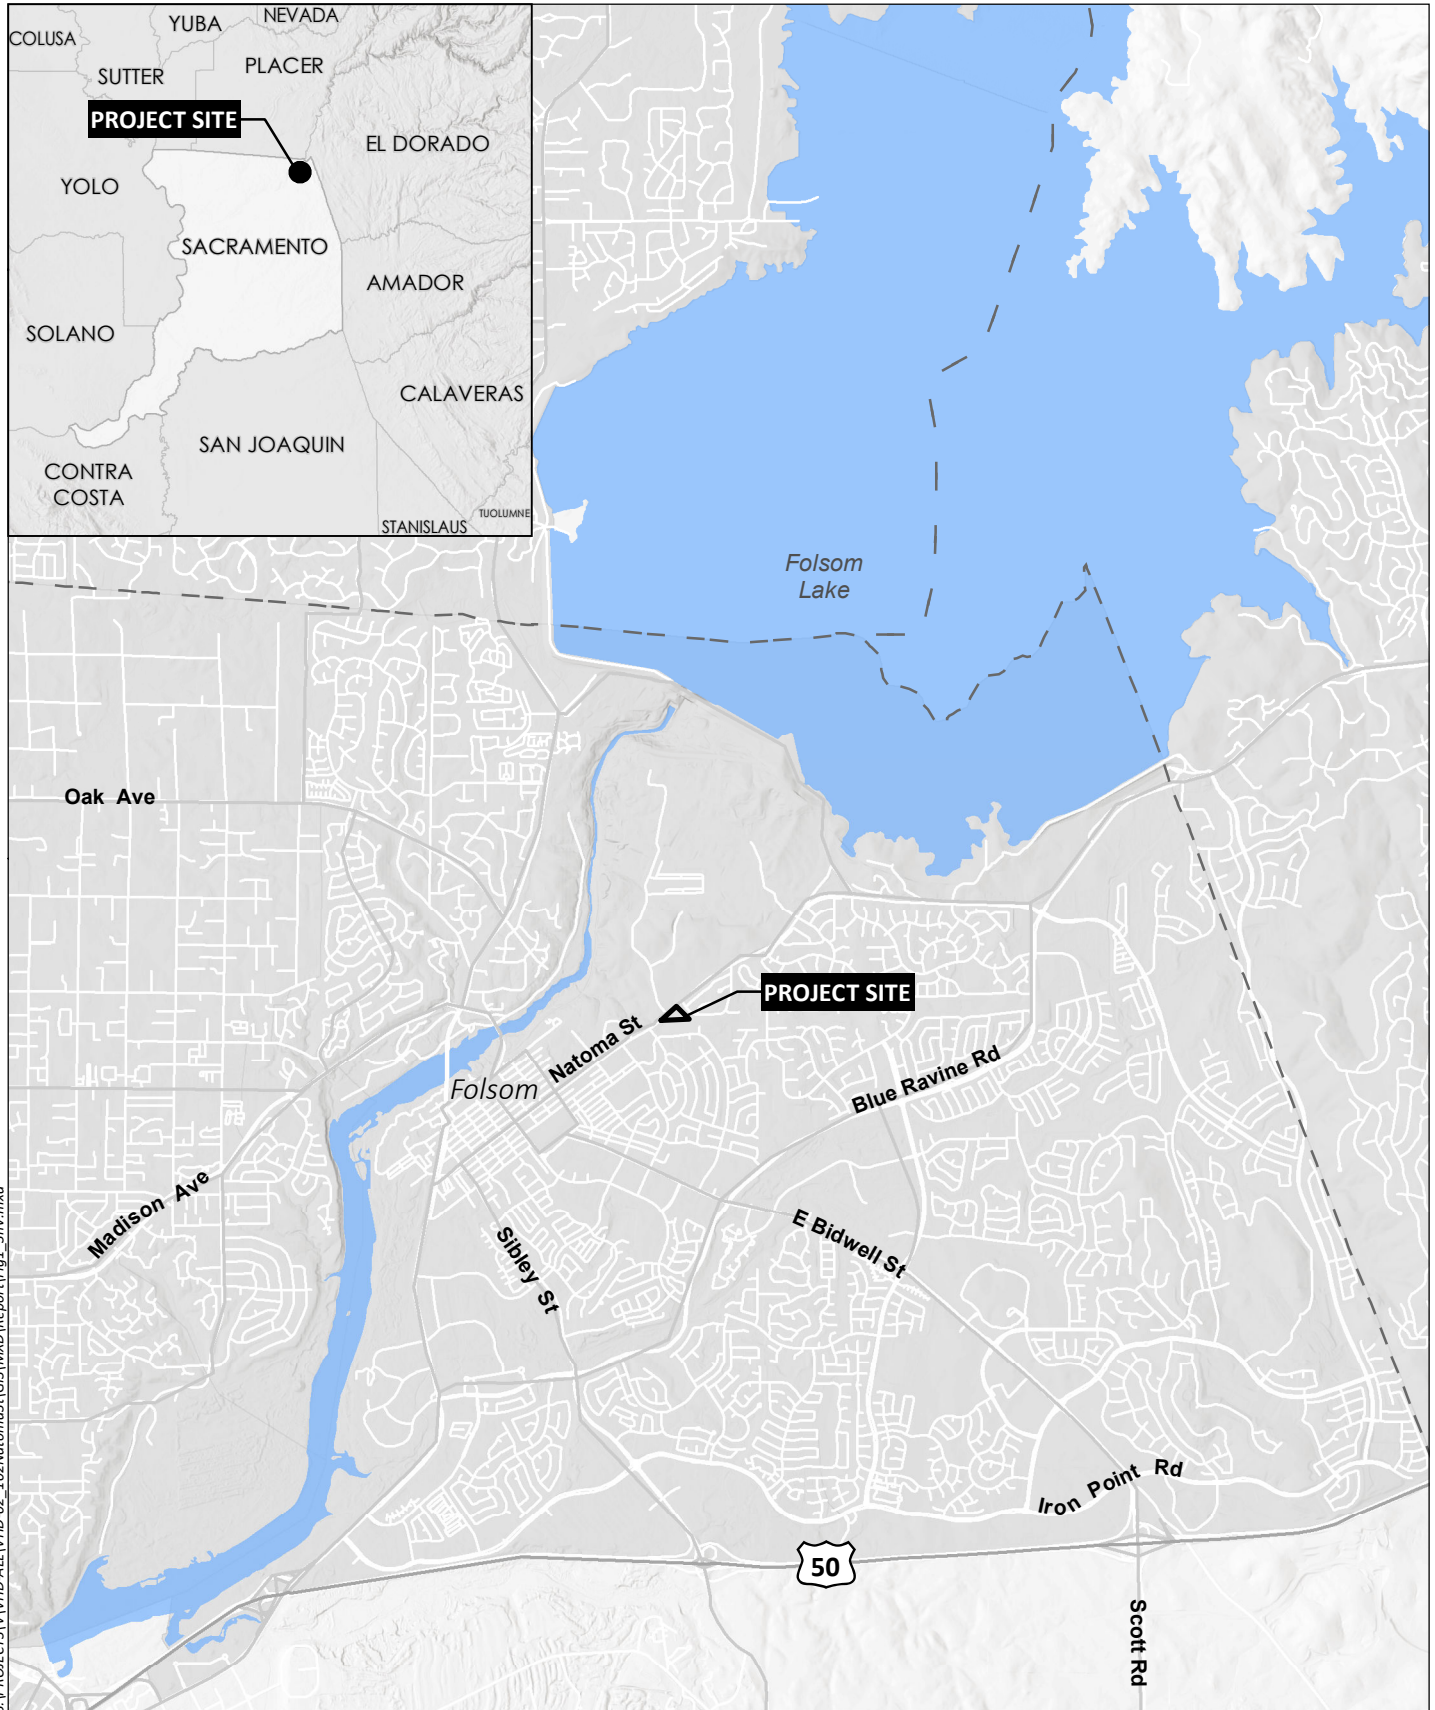 COLUSA
YUBA
NEVADA
SUTTER
PLACER
PROJECT SITE
EL DORADO
YOLO
SACRAMENTO
AMADOR
SOLANO
CALAVERAS
SAN JOAQUIN
CONTRA
COSTA
TUOLUMNE
STANISLAUS
Folsom
Lake
Oak Ave
PROJECT SITE
Natoma St
Folsom
Blue Ravine Rd
Madison Ave
E Bidwell St
Sibley St
Iron Point Rd
50
Scott Rd